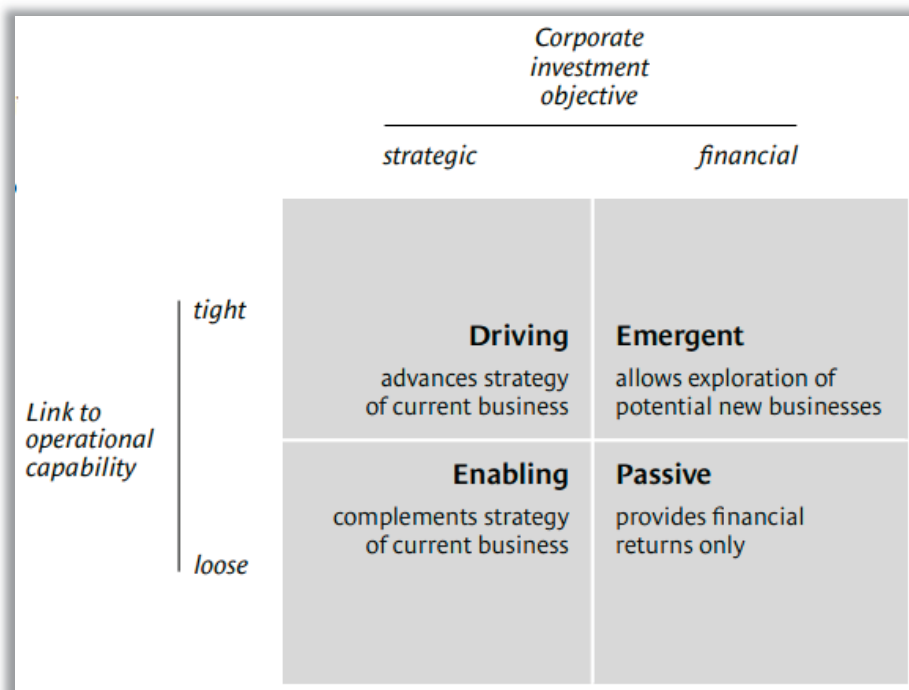 Corporate
investment
objective
strategic
financial
tight
Driving
advances strategy
of current business
Emergent
allows exploration of
potential new businesses
Link to
operational
capability
Enabling
complements strategy
of current business
Passive
provides financial
returns only
loose